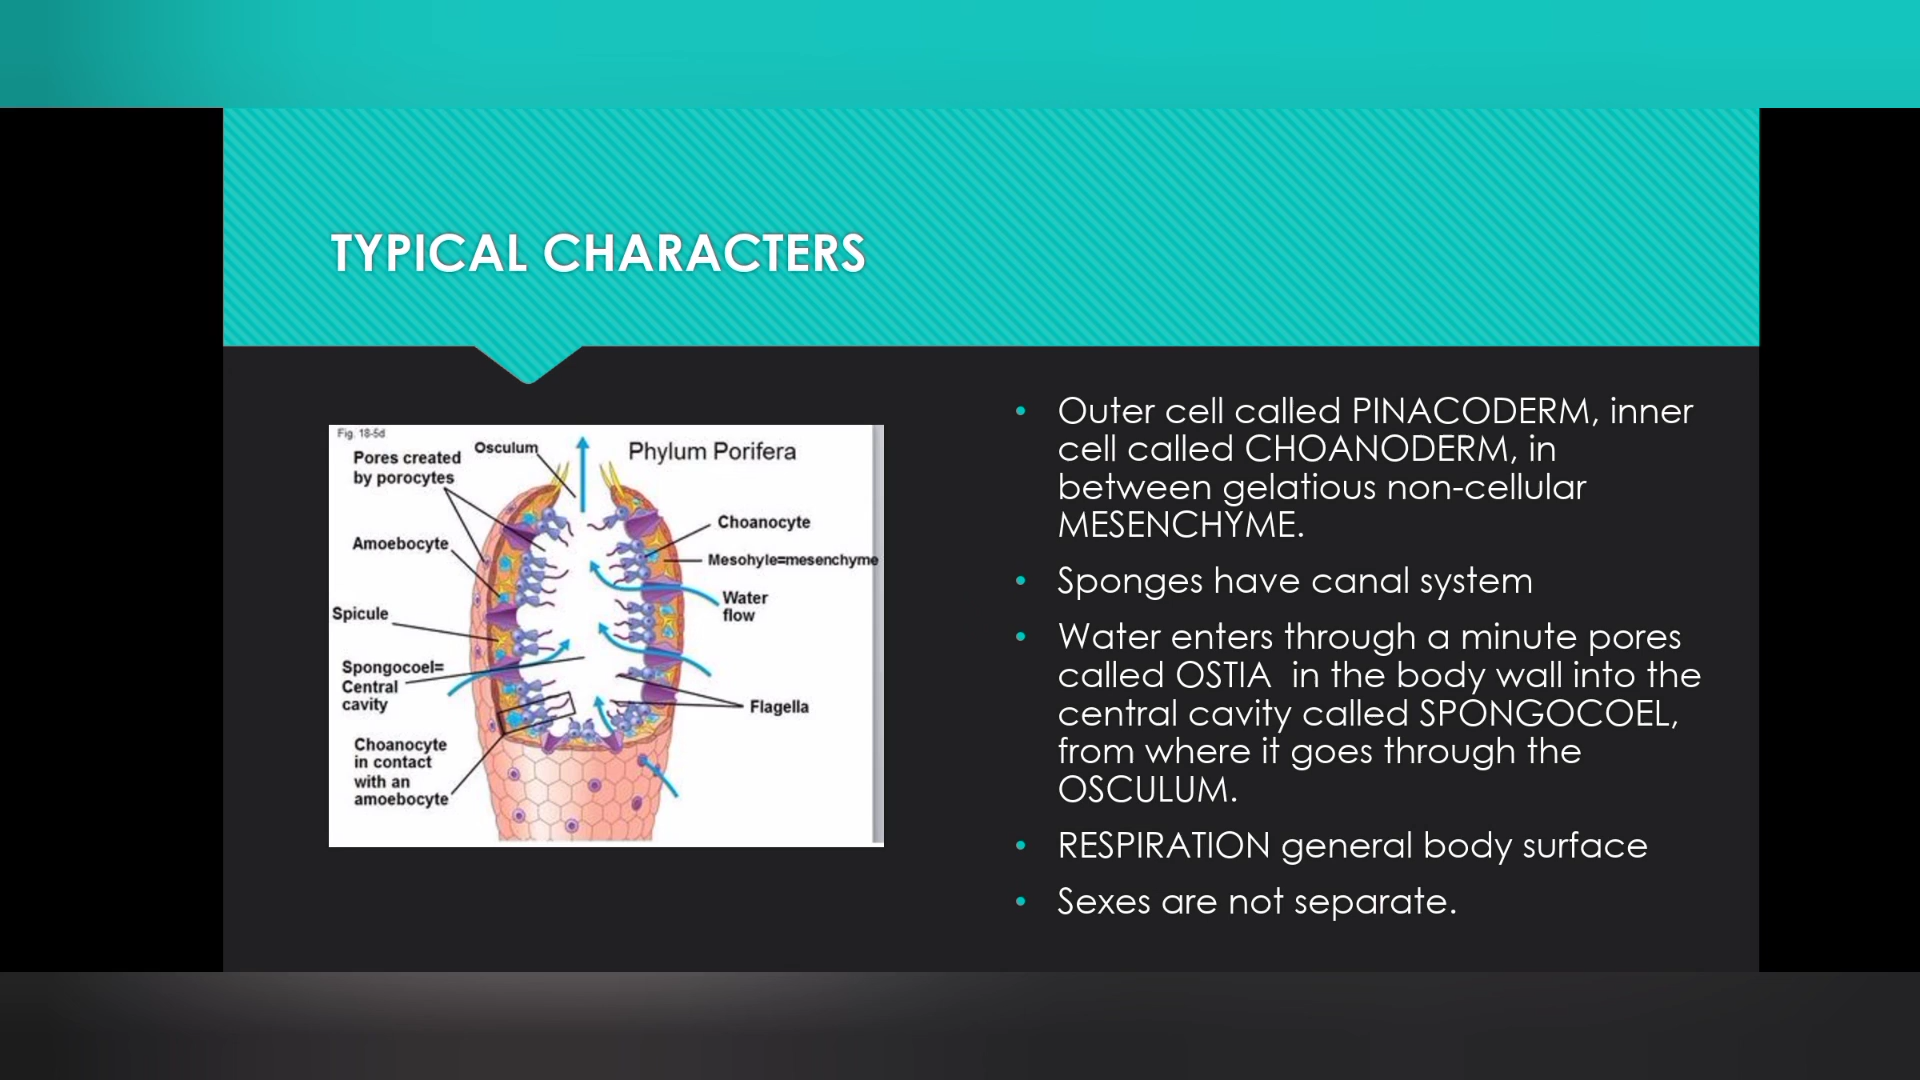 TYPICAL CHARACTERS
Fig. 18-5d
Phylum Porifera
Osculum
Pores created
by porocytes
Amoebocyte
Spicule
Spongocoel=
Central
cavity
Choanocyte
in contact
with an
amoebocyte
Choanocyte
Mesohyle=mesenchyme
Water
flow
Flagella
• Outer cell called PINACODERM, inner
cell called CHOANODERM, in
between gelatious non-cellular
MESENCHYME.
• Sponges have canal system
• Water enters through a minute pores
called OSTIA in the body wall into the
central cavity called SPONGOCOEL,
from where it goes through the
OSCULUM.
• RESPIRATION general body surface
• Sexes are not separate.